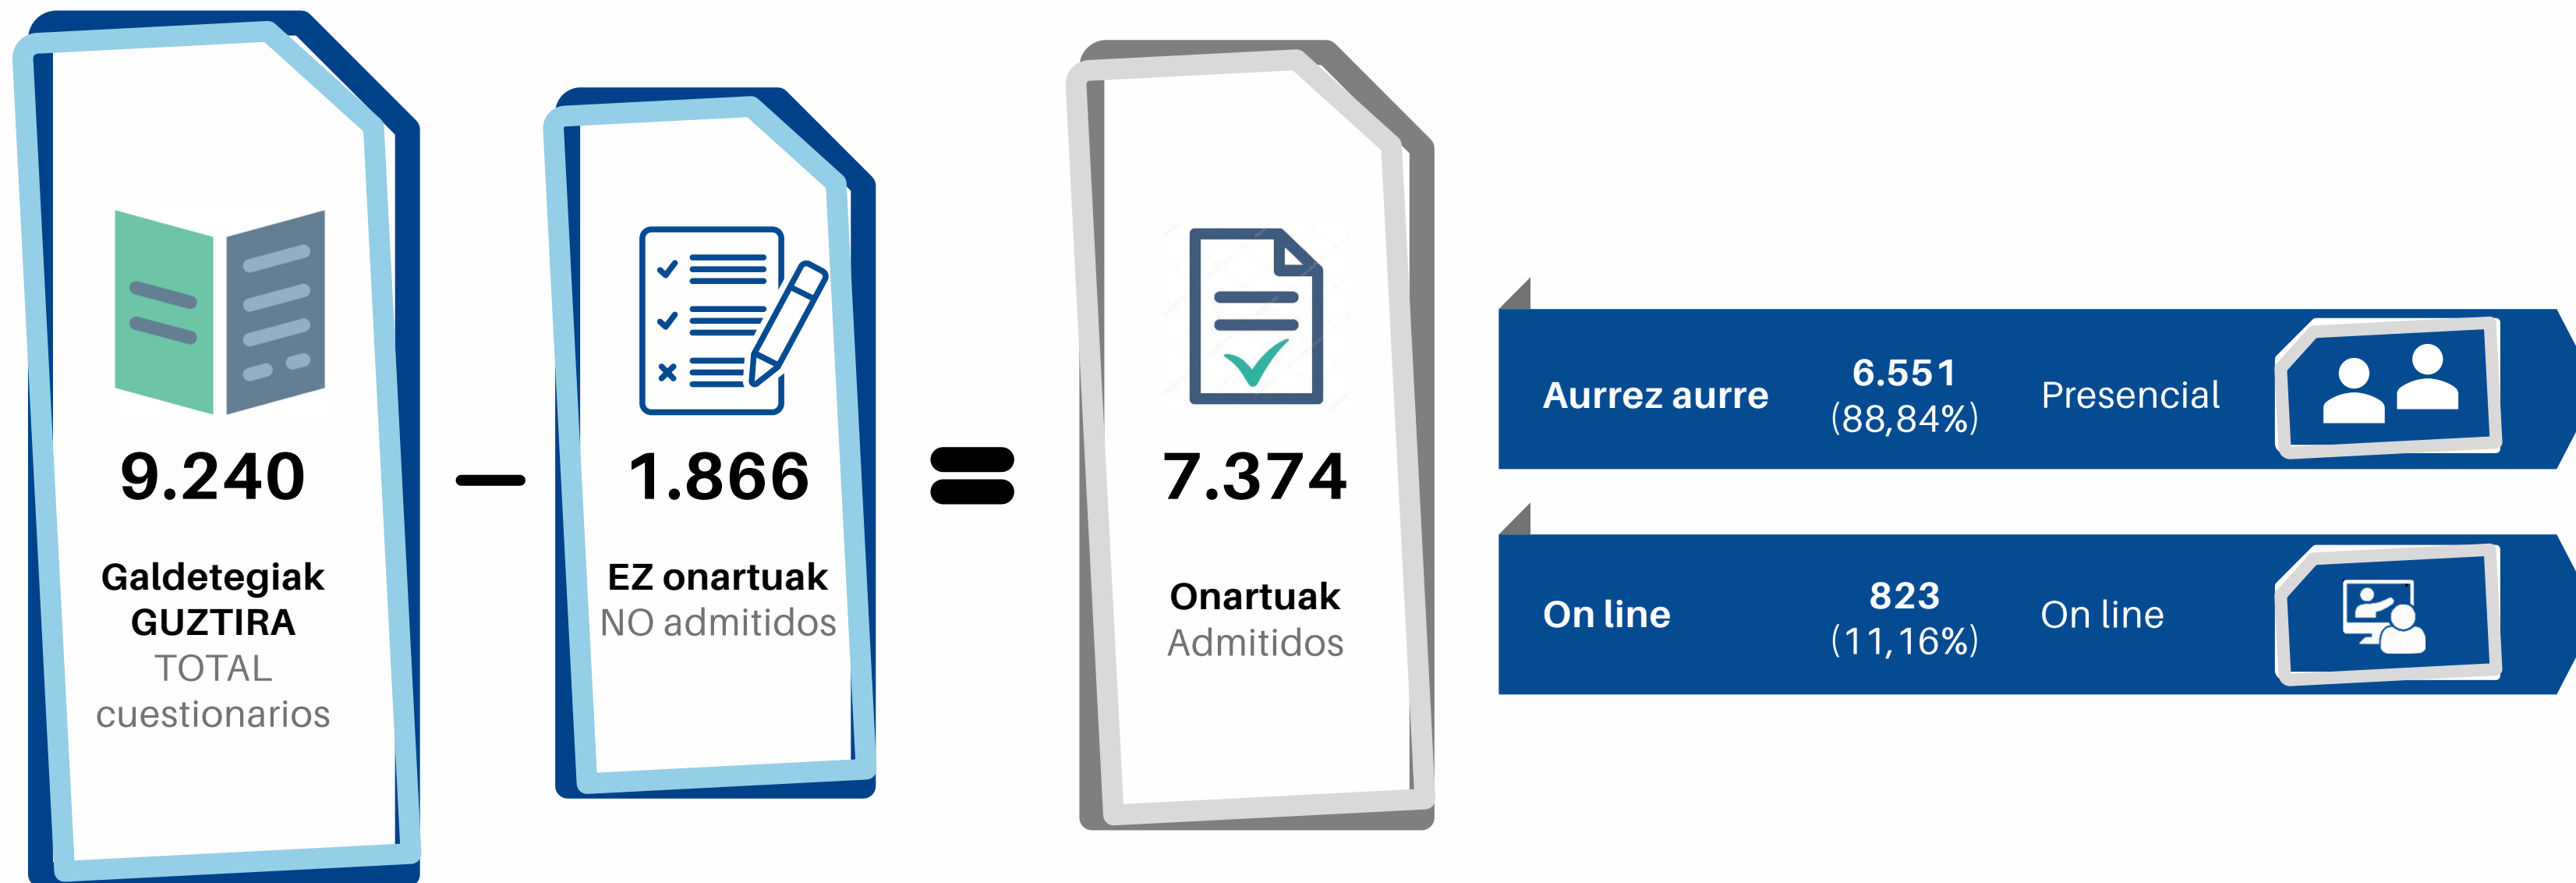 9.240
Galdetegiak
GUZTIRA
TOTAL
cuestionarios
–
1.866
EZ onartuak
NO admitidos
=
7.374
Onartuak
Admitidos
Aurrez aurre
6.551
(88,84%)
Presencial
On line
823
(11,16%)
On line